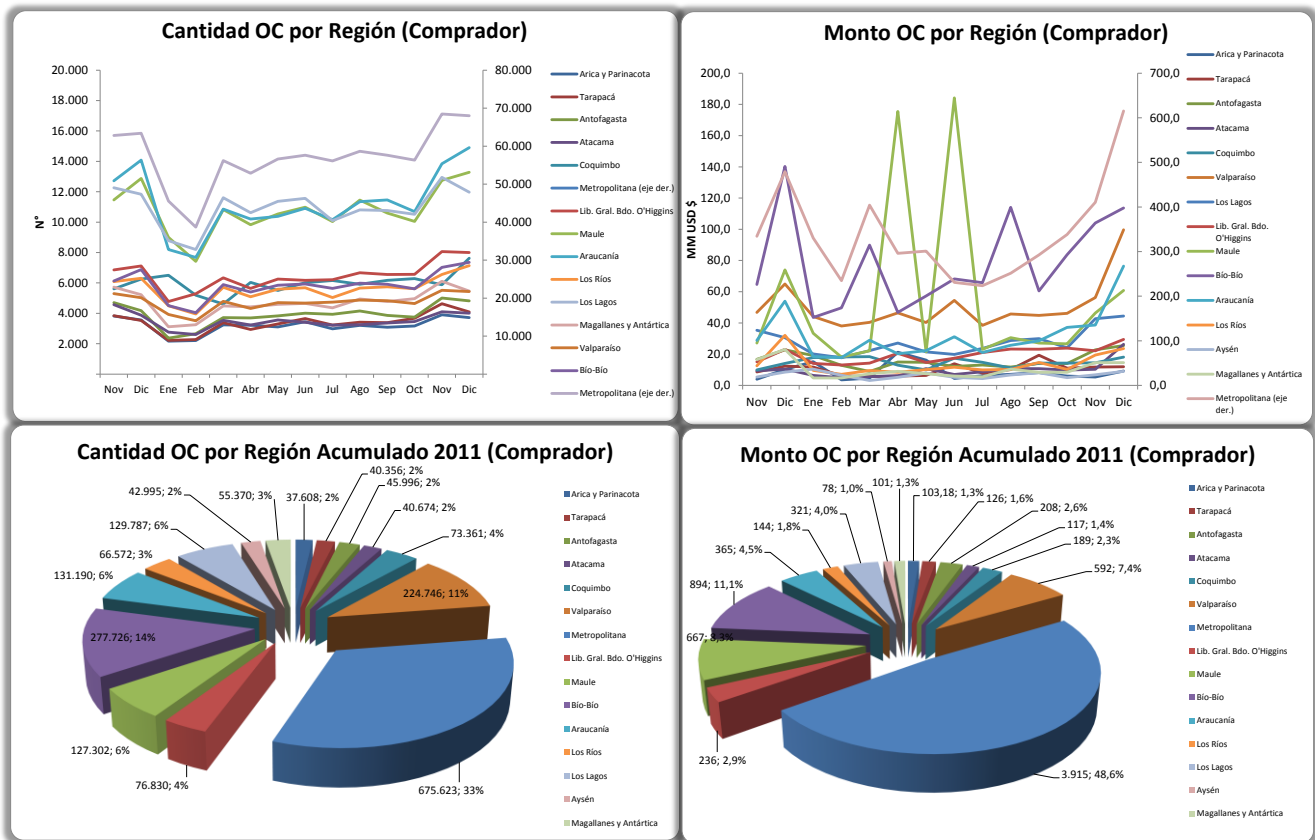 Cantidad OC por Región (Comprador)
20.000
18.000
16.000
14.000
12.000
10.000
8.000
6.000
4.000
2.000
N°
80.000
70.000
60.000
50.000
40.000
30.000
20.000
10.000
Nov Dic Ene Feb Mar Abr May Jun Jul Ago Sep Oct Nov Dic
Arica y Parinacota
Tarapacá
Antofagasta
Atacama
Coquimbo
Metropolitana (eje der.)
Lib. Gral. Bdo. O'Higgins
Maule
Araucanía
Los Ríos
Los Lagos
Magallanes y Antártica
Valparaíso
Bío-Bío
Metropolitana (eje der.)
Monto OC por Región (Comprador)
200,0
180,0
160,0
140,0
120,0
100,0
80,0
60,0
40,0
20,0
0,0
MM USD $
700,0
600,0
500,0
400,0
300,0
200,0
100,0
0,0
Nov Dic Ene Feb Mar Abr May Jun Jul Ago Sep Oct Nov Dic
Arica y Parinacota
Tarapacá
Antofagasta
Atacama
Coquimbo
Valparaíso
Los Lagos
Lib. Gral. Bdo.
O'Higgins
Maule
Bío-Bío
Araucanía
Los Ríos
Aysén
Magallanes y Antártica
Metropolitana (eje
der.)
Cantidad OC por Región Acumulado 2011 (Comprador)
37.608; 2%
40.356; 2%
45.996; 2%
40.674; 2%
73.361; 4%
224.746; 11%
675.623; 33%
76.830; 4%
127.302; 6%
277.726; 14%
131.190; 6%
66.572; 3%
129.787; 6%
42.995; 2%
55.370; 3%
Arica y Parinacota
Tarapacá
Antofagasta
Atacama
Coquimbo
Valparaíso
Metropolitana
Lib. Gral. Bdo. O'Higgins
Maule
Bío-Bío
Araucanía
Los Ríos
Los Lagos
Aysén
Magallanes y Antártica
Monto OC por Región Acumulado 2011 (Comprador)
103,18; 1,3%
126; 1,6%
208; 2,6%
117; 1,4%
189; 2,3%
592; 7,4%
3.915; 48,6%
236; 2,9%
667; 8,3%
894; 11,1%
365; 4,5%
144; 1,8%
321; 4,0%
78; 1,0%
101; 1,3%
Arica y Parinacota
Tarapacá
Antofagasta
Atacama
Coquimbo
Valparaíso
Metropolitana
Lib. Gral. Bdo. O'Higgins
Maule
Bío-Bío
Araucanía
Los Ríos
Los Lagos
Aysén
Magallanes y Antártica